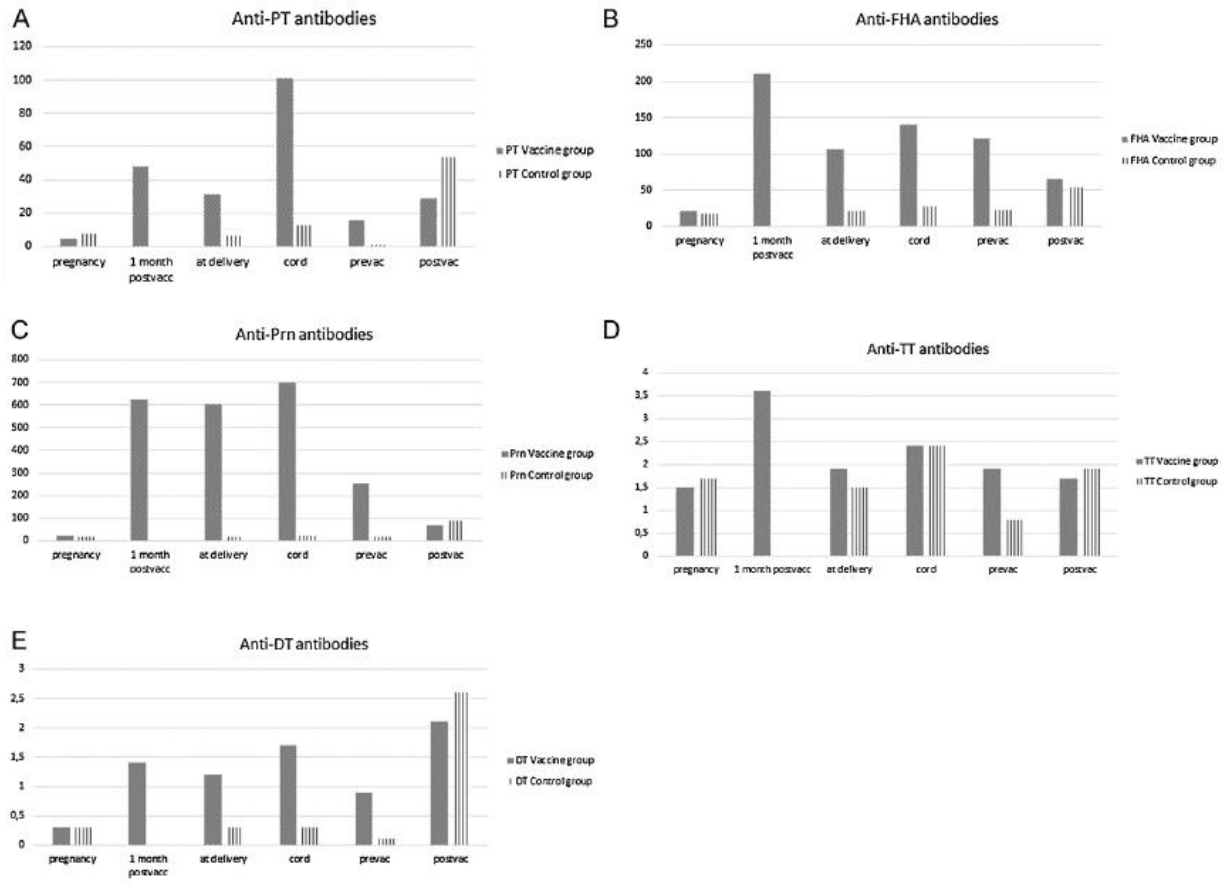 A
Anti-PT antibodies
120
100
80
60
40
20
0
pregnancy 1 month postvacc at delivery cord prevac postvac
PT Vaccine group
PT Control group
B
Anti-FHA antibodies
250
200
150
100
50
0
pregnancy 1 month postvacc at delivery cord prevac postvac
FHA Vaccine group
FHA Control group
C
Anti-Prn antibodies
800
700
600
500
400
300
200
100
0
pregnancy 1 month postvacc at delivery cord prevac postvac
Prn Vaccine group
Prn Control group
D
Anti-TT antibodies
4
3,5
3
2,5
2
1,5
1
0,5
0
pregnancy 1 month postvacc at delivery cord prevac postvac
TT Vaccine group
TT Control group
E
Anti-DT antibodies
3
2,5
2
1,5
1
0,5
0
pregnancy 1 month postvacc at delivery cord prevac postvac
DT Vaccine group
DT Control group